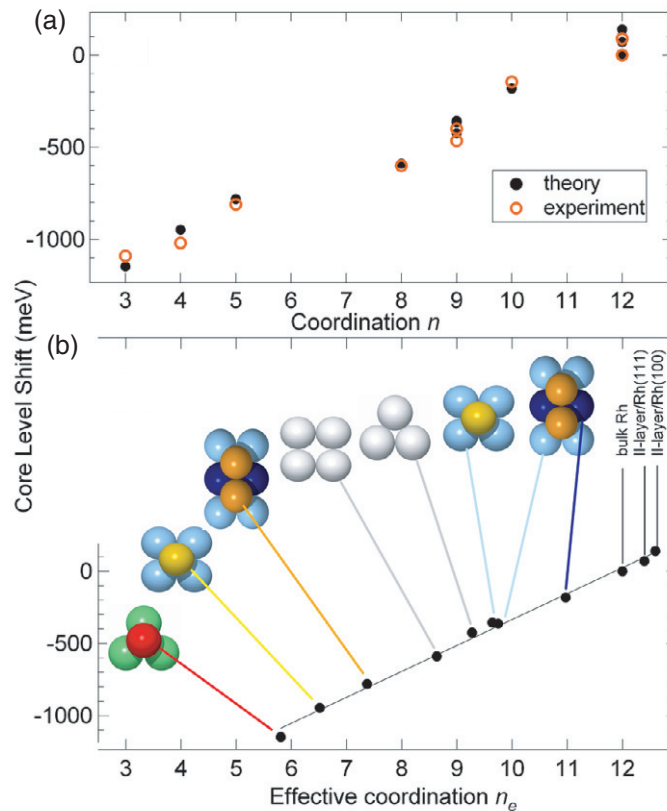 (a)
0
-500
-1000
theory
experiment
3 4 5 6 7 8 9 10 11 12
Coordination n
Core Level Shift (meV)
(b)
bulk Rh
II-layer/Rh(111)
II-layer/Rh(100)
0
-500
-1000
3 4 5 6 7 8 9 10 11 12
Effective coordination nₑ